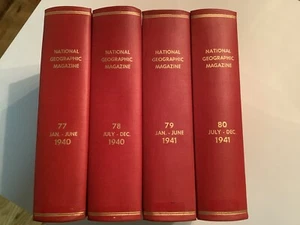 NATIONAL
GEOGRAPHIC
MAGAZINE
77
JAN. - JUNE
1940
NATIONAL
GEOGRAPHIC
MAGAZINE
78
JULY - DEC.
1940
NATIONAL
GEOGRAPHIC
MAGAZINE
79
JAN. - JUNE
1941
NATIONAL
GEOGRAPHIC
MAGAZINE
80
JULY - DEC.
1941